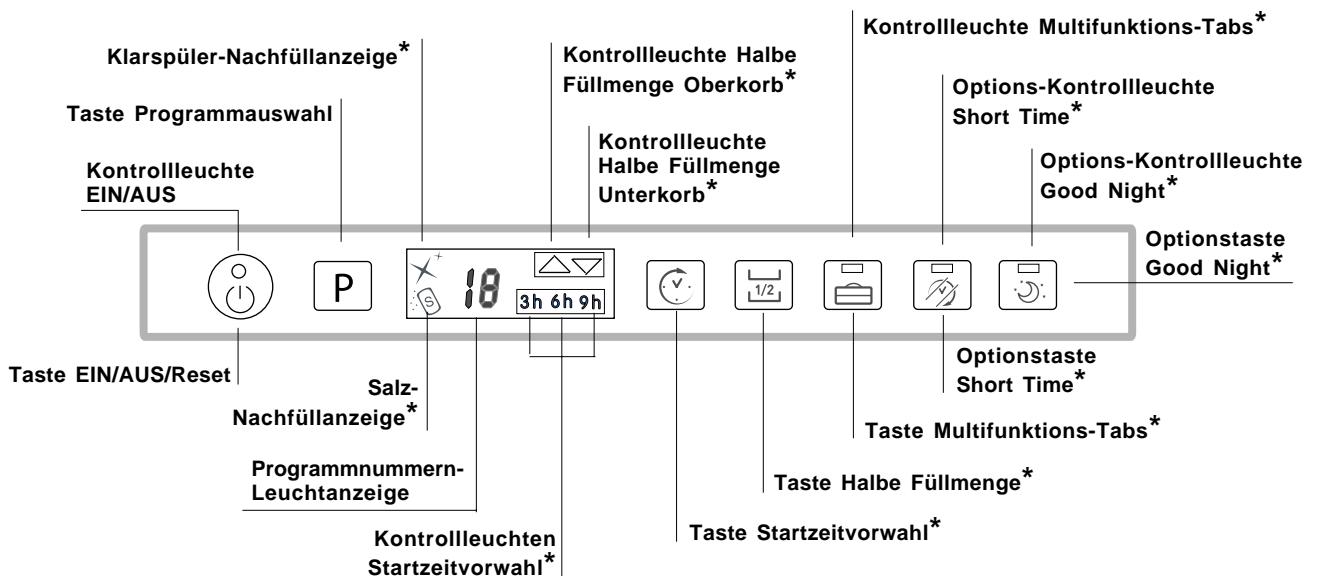 Kontrollleuchte Multifunktions-Tabs*
Klarspüler-Nachfüllanzeige*
Kontrollleuchte Halbe
Füllmenge Oberkorb*
Options-Kontrollleuchte
Short Time*
Taste Programmauswahl
Kontrollleuchte
Halbe Füllmenge
Unterkorb*
Options-Kontrollleuchte
Good Night*
Kontrollleuchte
EIN/AUS
Optionstaste
Good Night*
P
18
S
3h 6h 9h
1/2
Taste EIN/AUS/Reset
Salz-
Nachfüllanzeige*
Optionstaste
Short Time*
Taste Multifunktions-Tabs*
Programmnummern-
Leuchtanzeige
Taste Halbe Füllmenge*
Taste Startzeitvorwahl*
Kontrollleuchten
Startzeitvorwahl*